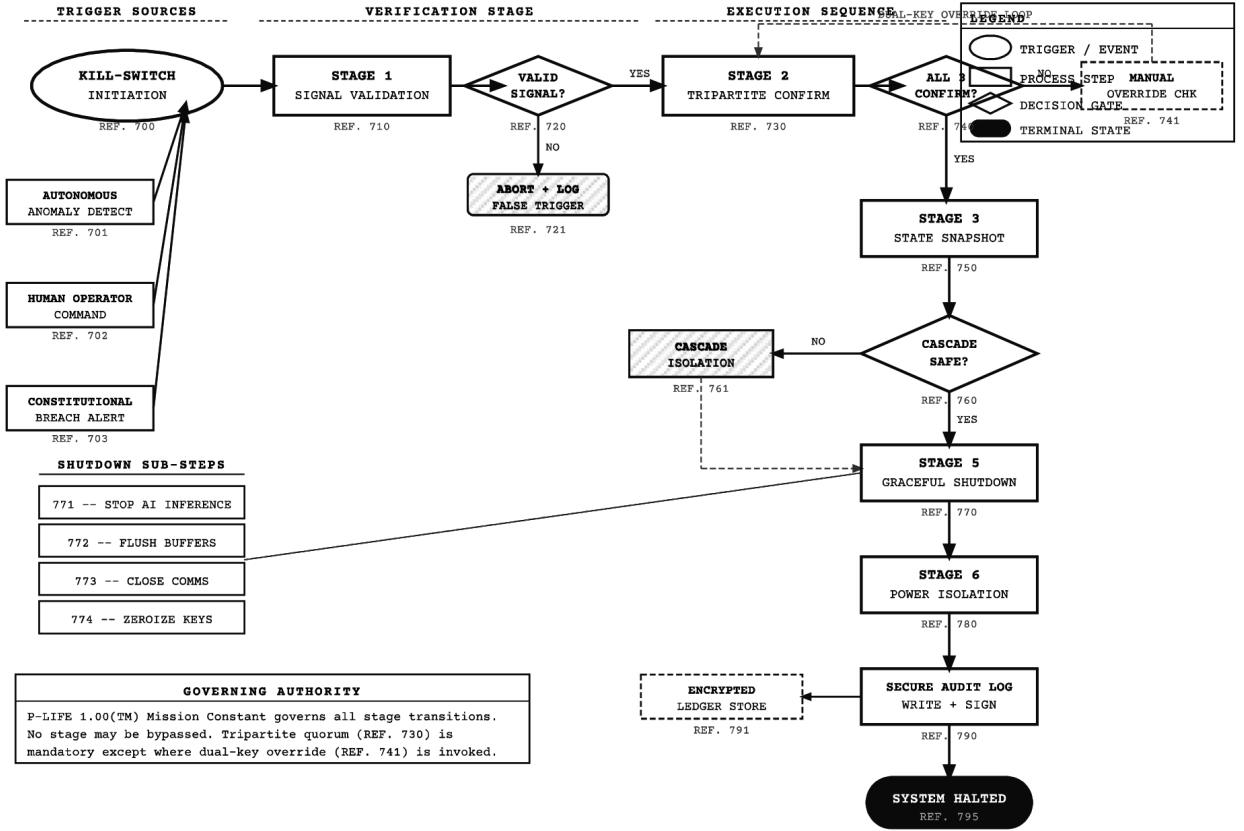 TRIGGER SOURCES
VERIFICATION STAGE
EXECUTION SEQUENCE
DUAL-KEY OVERRIDE LOOP
LEGEND
TRIGGER / EVENT
PROCESS STEP
DECISION GATE
TERMINAL STATE
KILL-SWITCH
INITIATION
REF. 700
STAGE 1
SIGNAL VALIDATION
REF. 710
VALID
SIGNAL?
REF. 720
YES
NO
ABORT + LOG
FALSE TRIGGER
REF. 721
STAGE 2
TRIPARTITE CONFIRM
REF. 730
ALL 3
CONFIRM?
REF. 740
NO
MANUAL
OVERRIDE CHK
REF. 741
YES
AUTONOMOUS
ANOMALY DETECT
REF. 701
HUMAN OPERATOR
COMMAND
REF. 702
CONSTITUTIONAL
BREACH ALERT
REF. 703
STAGE 3
STATE SNAPSHOT
REF. 750
CASCADE
SAFE?
REF. 760
NO
CASCADE
ISOLATION
REF. 761
YES
STAGE 5
GRACEFUL SHUTDOWN
REF. 770
SHUTDOWN SUB-STEPS
771 -- STOP AI INFERENCE
772 -- FLUSH BUFFERS
773 -- CLOSE COMMS
774 -- ZEROIZE KEYS
STAGE 6
POWER ISOLATION
REF. 780
GOVERNING AUTHORITY
P-LIFE 1.00(TM) Mission Constant governs all stage transitions.
No stage may be bypassed. Tripartite quorum (REF. 730) is
mandatory except where dual-key override (REF. 741) is invoked.
ENCRYPTED
LEDGER STORE
REF. 791
SECURE AUDIT LOG
WRITE + SIGN
REF. 790
SYSTEM HALTED
REF. 795